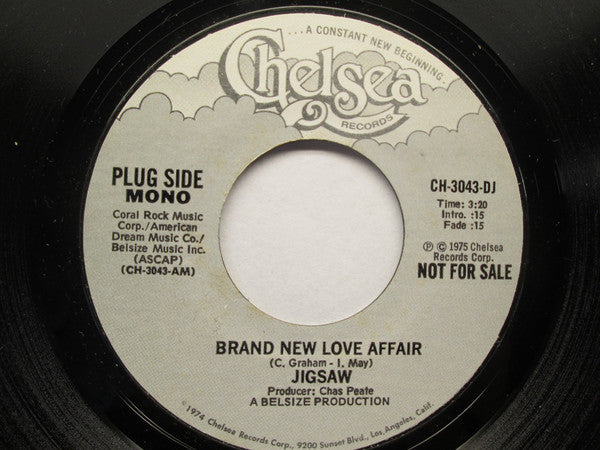 ...A CONSTANT NEW BEGINNING...
Chelsea
RECORDS
PLUG SIDE
MONO
Coral Rock Music
Corp./American
Dream Music Co./
Belsize Music Inc.
(ASCAP)
(CH-3043-AM)
CH-3043-DJ
Time: 3:20
Intro. :15
Fade :15
℗ © 1975 Chelsea
Records Corp.
NOT FOR SALE
BRAND NEW LOVE AFFAIR
(C. Graham - I. May)
JIGSAW
Producer: Chas Peate
A BELSIZE PRODUCTION
©1974 Chelsea Records Corp., 9200 Sunset Blvd., Los Angeles, Calif.